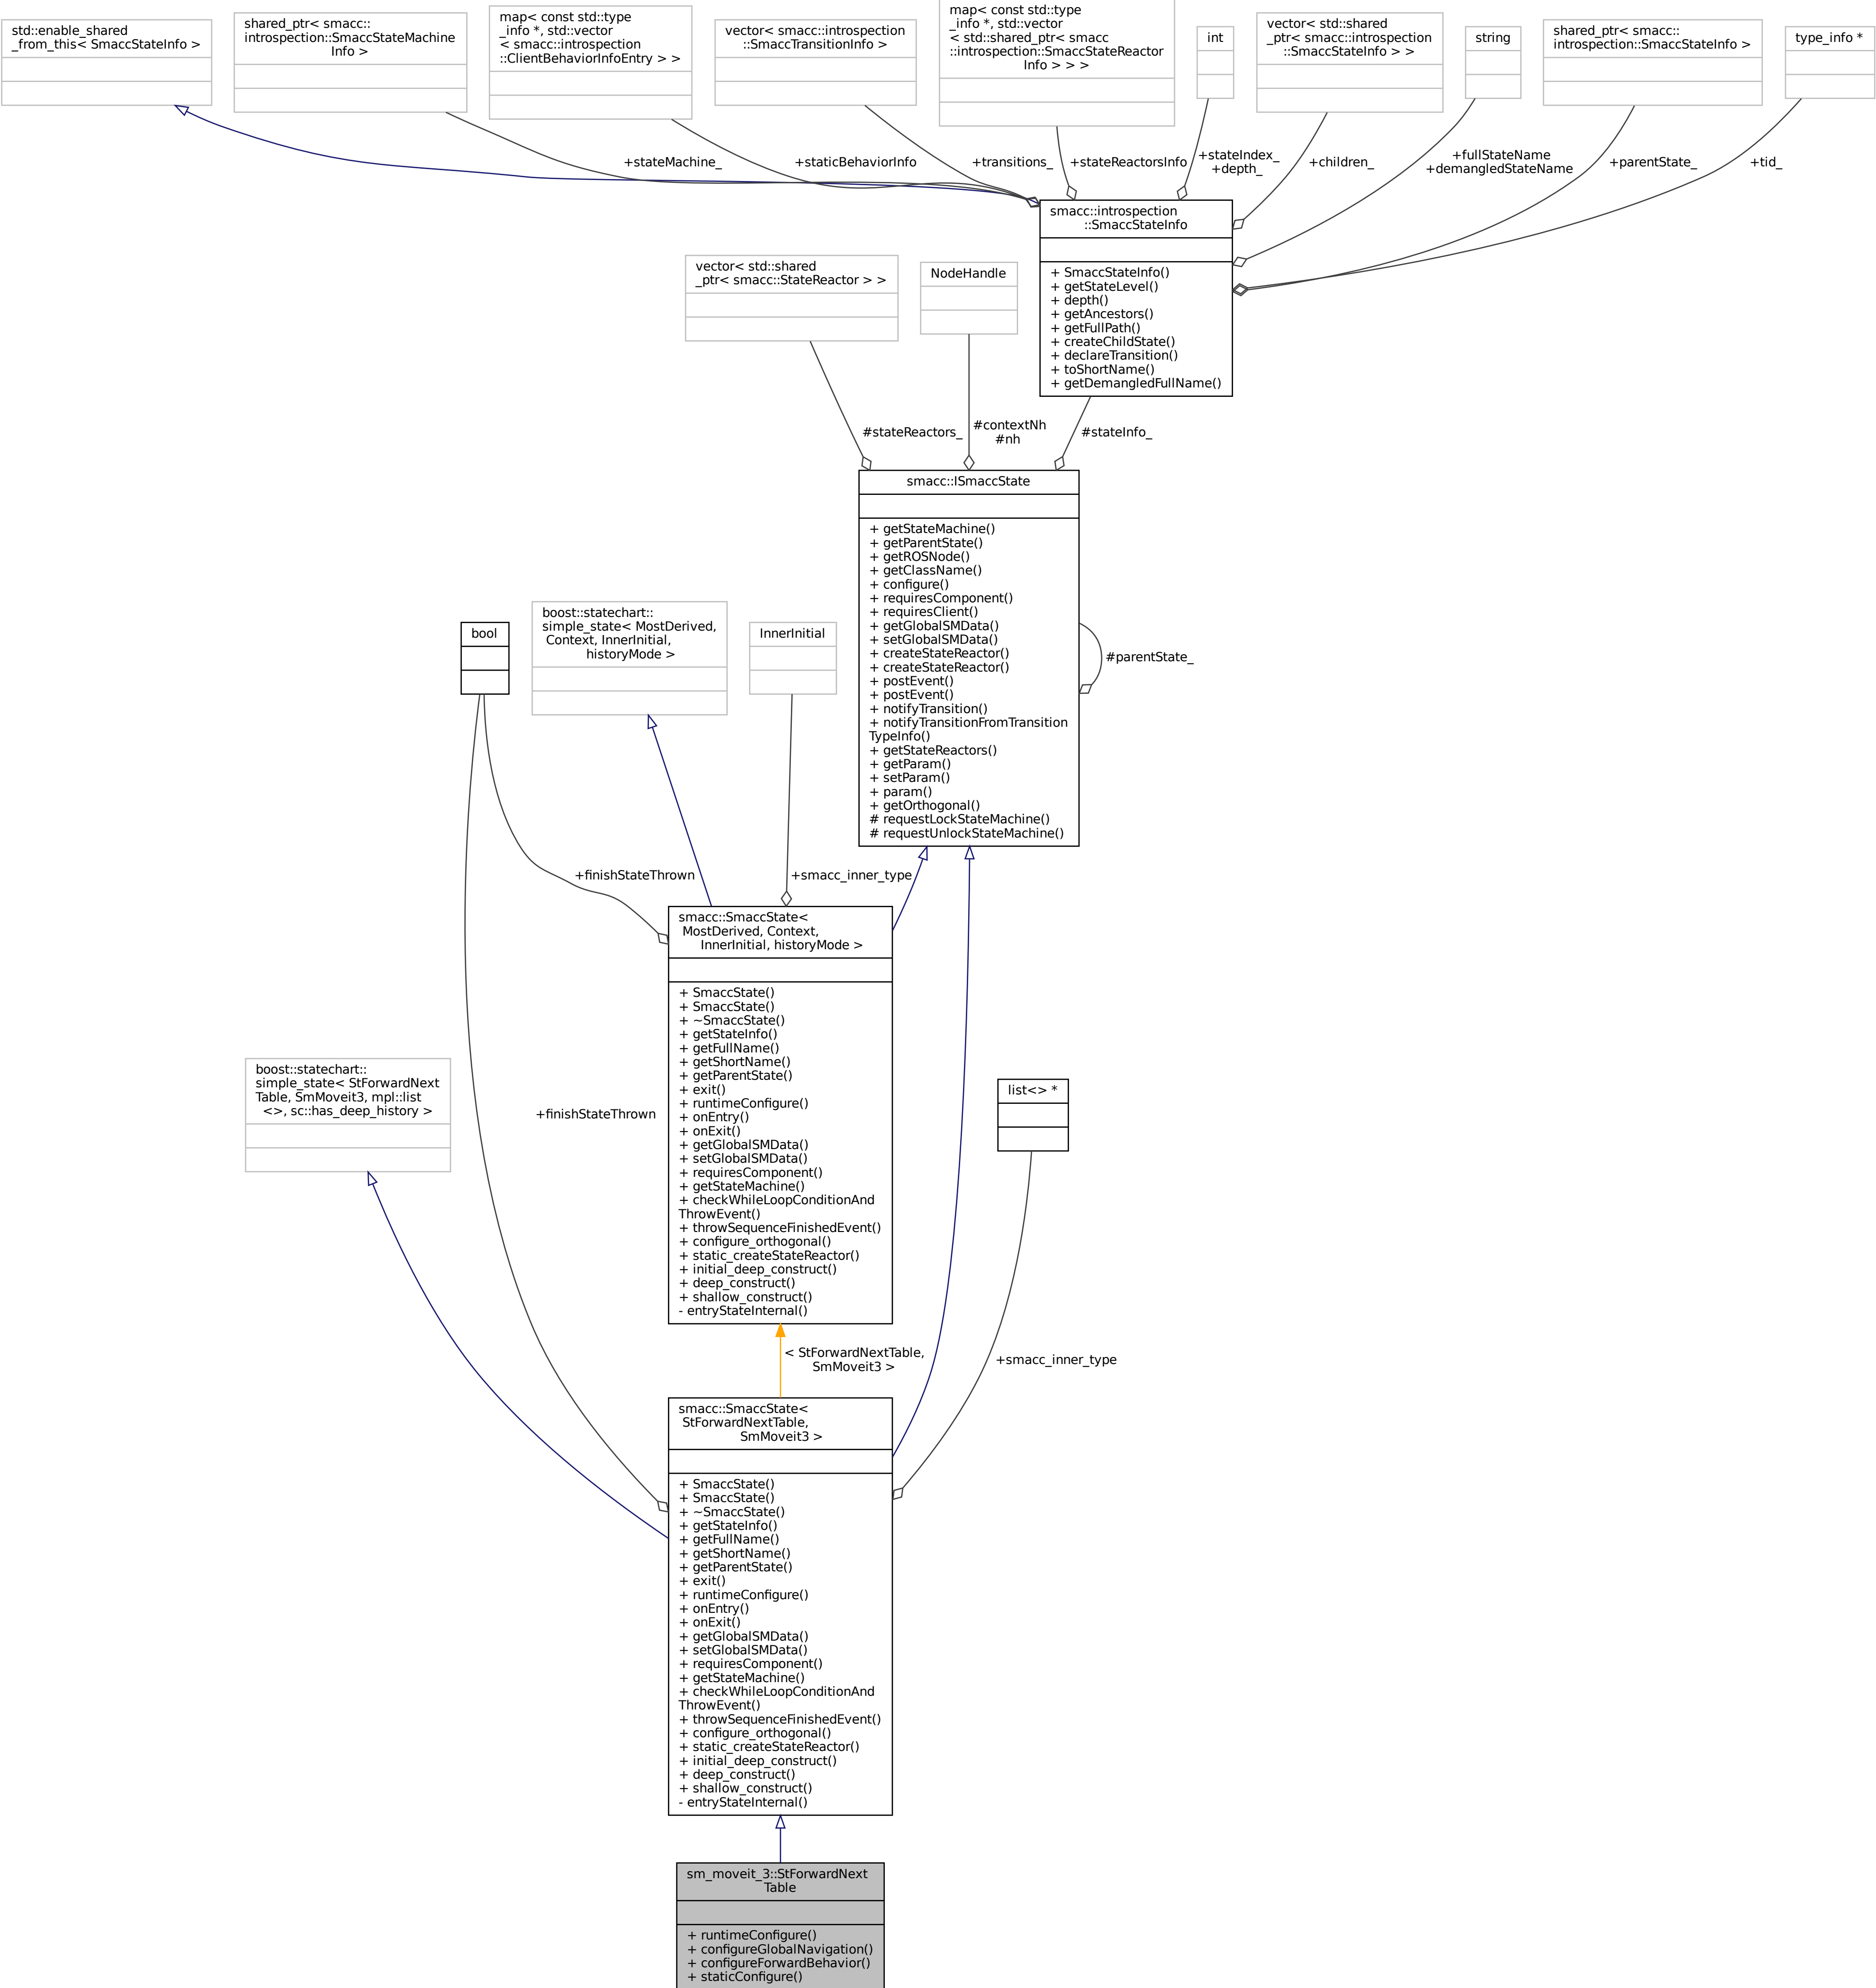 std::enable_shared
_from_this< SmaccStateInfo >
shared_ptr< smacc::
introspection::SmaccStateMachine
Info >
map< const std::type
_info *, std::vector
< smacc::introspection
::ClientBehaviorInfoEntry > >
vector< smacc::introspection
::SmaccTransitionInfo >
map< const std::type
_info *, std::vector
< std::shared_ptr< smacc
::introspection::SmaccStateReactor
Info > > >
int
vector< std::shared
_ptr< smacc::introspection
::SmaccStateInfo > >
string
shared_ptr< smacc::
introspection::SmaccStateInfo >
type_info *
+stateMachine_
+staticBehaviorInfo
+transitions_
+stateReactorsInfo
+stateIndex_
+depth_
+children_
+fullStateName
+demangledStateName
+parentState_
+tid_
smacc::introspection
::SmaccStateInfo
+ SmaccStateInfo()
+ getStateLevel()
+ depth()
+ getAncestors()
+ getFullPath()
+ createChildState()
+ declareTransition()
+ toShortName()
+ getDemangledFullName()
vector< std::shared
_ptr< smacc::StateReactor > >
NodeHandle
#stateReactors_
#contextNh
#nh
#stateInfo_
smacc::ISmaccState
+ getStateMachine()
+ getParentState()
+ getROSNode()
+ getClassName()
+ configure()
+ requiresComponent()
+ requiresClient()
+ getGlobalSMData()
+ setGlobalSMData()
+ createStateReactor()
+ createStateReactor()
+ postEvent()
+ postEvent()
+ notifyTransition()
+ notifyTransitionFromTransition
TypeInfo()
+ getStateReactors()
+ getParam()
+ setParam()
+ param()
+ getOrthogonal()
# requestLockStateMachine()
# requestUnlockStateMachine()
#parentState_
bool
boost::statechart::
simple_state< MostDerived,
Context, InnerInitial,
historyMode >
InnerInitial
+finishStateThrown
+smacc_inner_type
smacc::SmaccState<
MostDerived, Context,
InnerInitial, historyMode >
+ SmaccState()
+ SmaccState()
+ ~SmaccState()
+ getStateInfo()
+ getFullName()
+ getShortName()
+ getParentState()
+ exit()
+ runtimeConfigure()
+ onEntry()
+ onExit()
+ getGlobalSMData()
+ setGlobalSMData()
+ requiresComponent()
+ getStateMachine()
+ checkWhileLoopConditionAnd
ThrowEvent()
+ throwSequenceFinishedEvent()
+ configure_orthogonal()
+ static_createStateReactor()
+ initial_deep_construct()
+ deep_construct()
+ shallow_construct()
- entryStateInternal()
boost::statechart::
simple_state< StForwardNext
Table, SmMoveit3, mpl::list
<>, sc::has_deep_history >
+finishStateThrown
list<> *
< StForwardNextTable,
SmMoveit3 >
+smacc_inner_type
smacc::SmaccState<
StForwardNextTable,
SmMoveit3 >
+ SmaccState()
+ SmaccState()
+ ~SmaccState()
+ getStateInfo()
+ getFullName()
+ getShortName()
+ getParentState()
+ exit()
+ runtimeConfigure()
+ onEntry()
+ onExit()
+ getGlobalSMData()
+ setGlobalSMData()
+ requiresComponent()
+ getStateMachine()
+ checkWhileLoopConditionAnd
ThrowEvent()
+ throwSequenceFinishedEvent()
+ configure_orthogonal()
+ static_createStateReactor()
+ initial_deep_construct()
+ deep_construct()
+ shallow_construct()
- entryStateInternal()
sm_moveit_3::StForwardNext
Table
+ runtimeConfigure()
+ configureGlobalNavigation()
+ configureForwardBehavior()
+ staticConfigure()